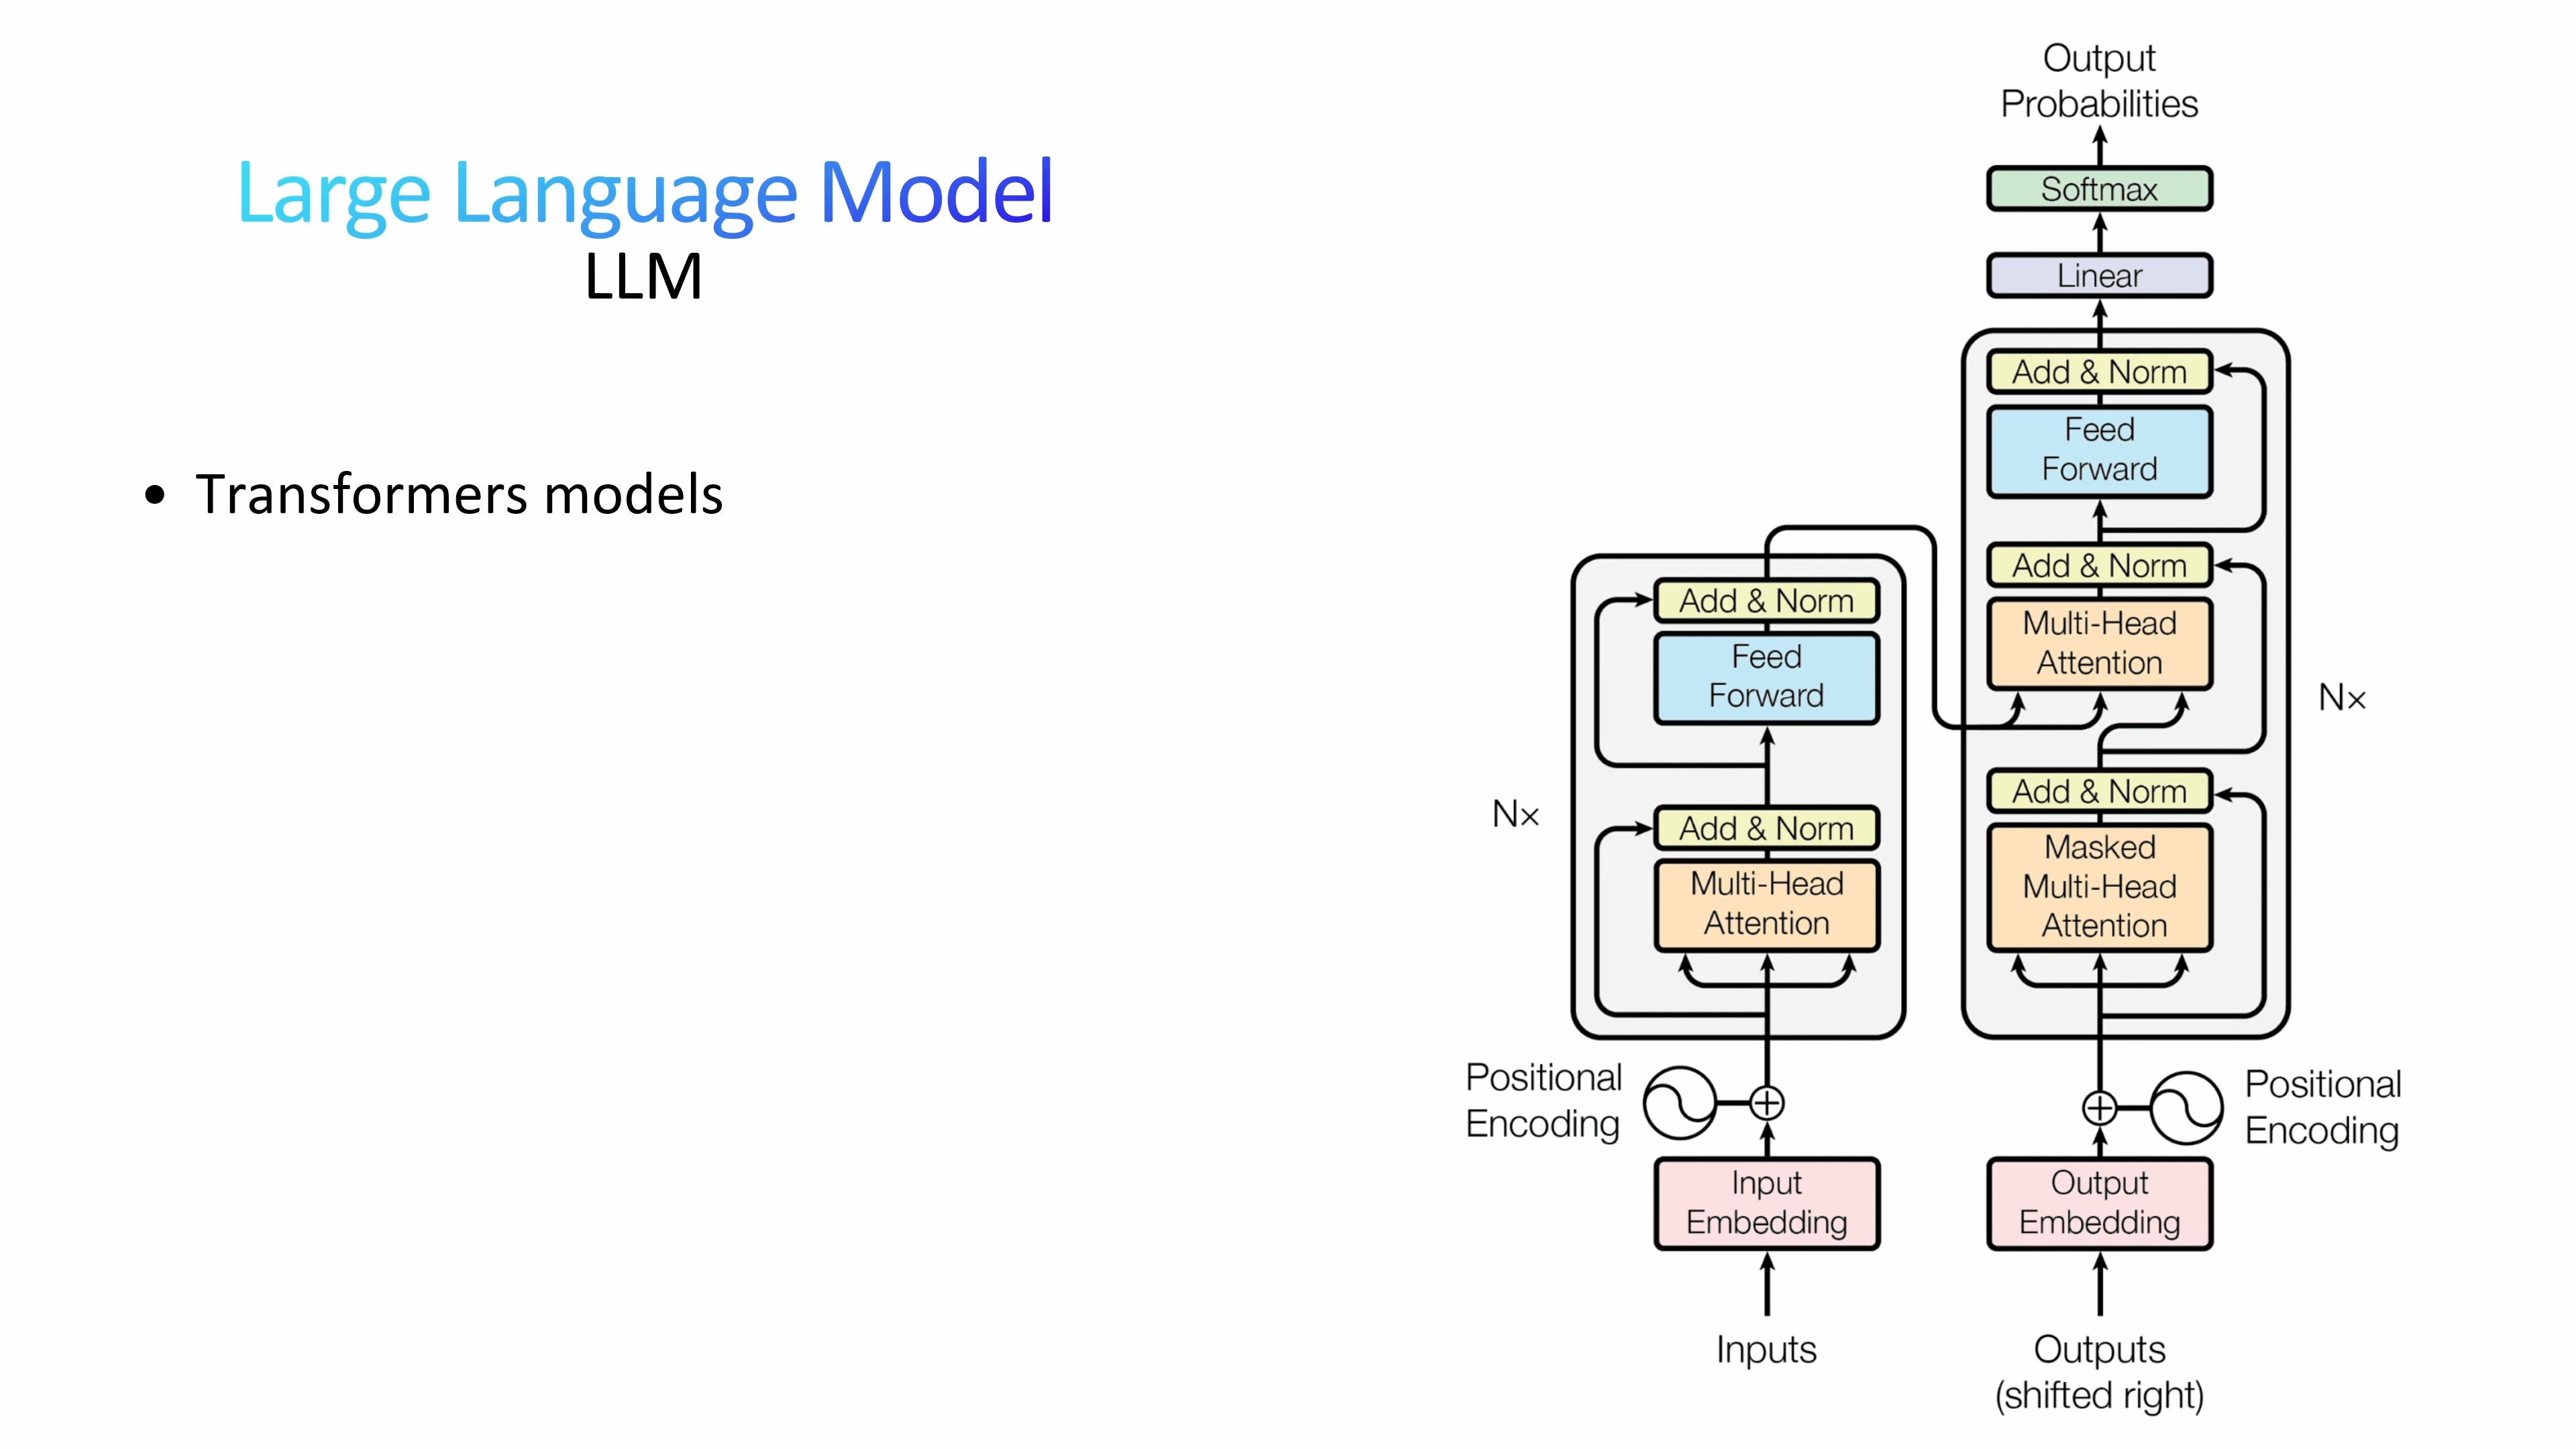 Large Language Model
LLM
• Transformers models
Output
Probabilities
Softmax
Linear
Add & Norm
Feed
Forward
Add & Norm
Multi-Head
Attention
Add & Norm
Masked
Multi-Head
Attention
Nx
Positional
Encoding
Output
Embedding
Outputs
(shifted right)
Add & Norm
Feed
Forward
Add & Norm
Multi-Head
Attention
Nx
Positional
Encoding
Input
Embedding
Inputs